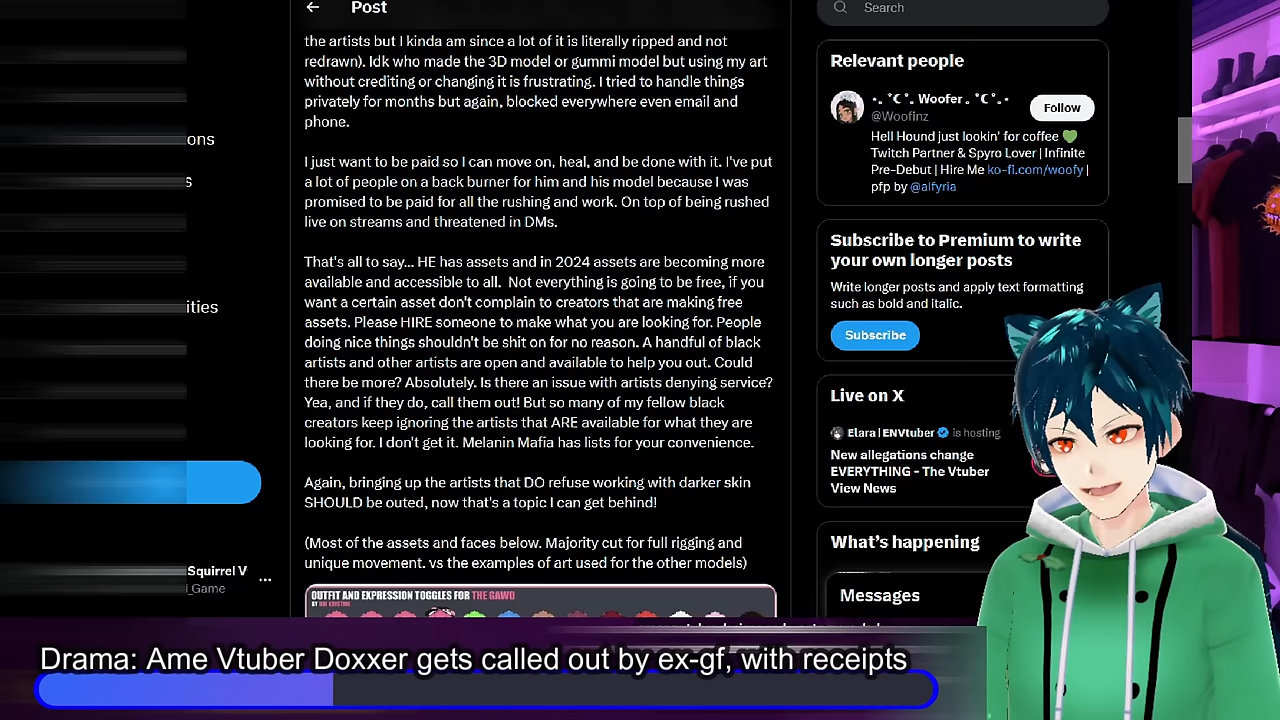 Post
Search
the artists but I kinda am since a lot of it is literally ripped and not
redrawn). Idk who made the 3D model or gummi model but using my art
without crediting or changing it is frustrating. I tried to handle things
privately for months but again, blocked everywhere even email and
phone.
I just want to be paid so I can move on, heal, and be done with it. I've put
a lot of people on a back burner for him and his model because I was
promised to be paid for all the rushing and work. On top of being rushed
live on streams and threatened in DMs.
That's all to say... HE has assets and in 2024 assets are becoming more
available and accessible to all.  Not everything is going to be free, if you
want a certain asset don't complain to creators that are making free
assets. Please HIRE someone to make what you are looking for. People
doing nice things shouldn't be shit on for no reason. A handful of black
artists and other artists are open and available to help you out. Could
there be more? Absolutely. Is there an issue with artists denying service?
Yea, and if they do, call them out! But so many of my fellow black
creators keep ignoring the artists that ARE available for what they are
looking for. I don't get it. Melanin Mafia has lists for your convenience.
Again, bringing up the artists that DO refuse working with darker skin
SHOULD be outed, now that's a topic I can get behind!
(Most of the assets and faces below. Majority cut for full rigging and
unique movement. vs the examples of art used for the other models)
OUTFIT AND EXPRESSION TOGGLES FOR THE GAWD
ons
s
ities
Squirrel V
i_Game
Relevant people
Woofer
@Woofinz
Follow
Hell Hound just lookin' for coffee 💚
Twitch Partner & Spyro Lover | Infinite
Pre-Debut | Hire Me ko-fi.com/woofy |
pfp by @alfyria
Subscribe to Premium to write
your own longer posts
Write longer posts and apply text formatting
such as bold and italic.
Subscribe
Live on X
Elara | ENVtuber is hosting
New allegations change
EVERYTHING - The Vtuber
View News
What's happening
Messages
Drama: Ame Vtuber Doxxer gets called out by ex-gf, with receipts